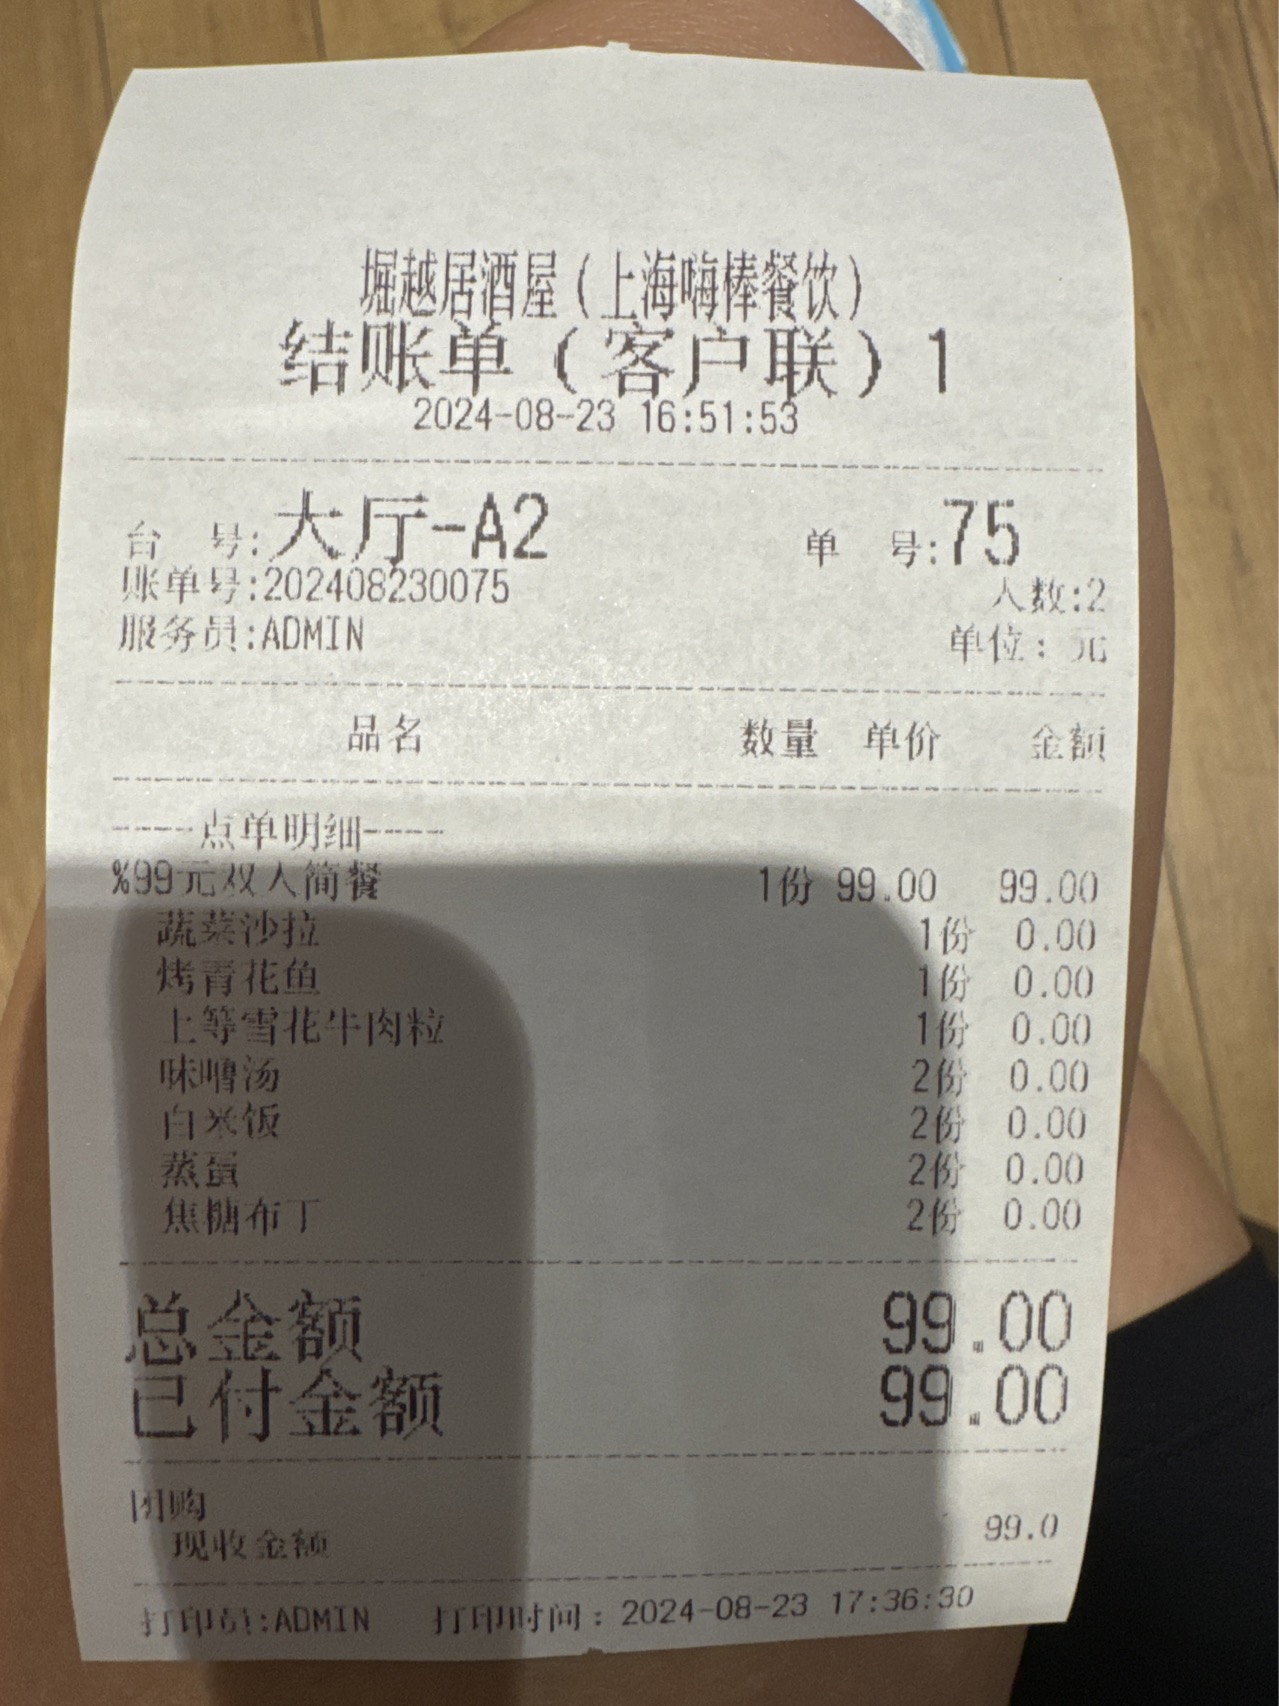 堀越居酒屋(上海嗨棒餐饮)
结账单(客户联)1
2024-08-23 16:51:53
台 号:大厅-A2 单 号:75
账单号:202408230075 人数:2
服务员:ADMIN 单位: 元
品名 数量 单价 金额
-----点单明细-----
%99元双人简餐 1份 99.00 99.00
蔬菜沙拉 1份 0.00
烤青花鱼 1份 0.00
上等雪花牛肉粒 1份 0.00
味噜汤 2份 0.00
白米饭 2份 0.00
蒸蛋 2份 0.00
焦糖布丁 2份 0.00
总金额 99.00
已付金额 99.00
团购
现收金额 99.0
打印员:ADMIN 打印时间: 2024-08-23 17:36:30